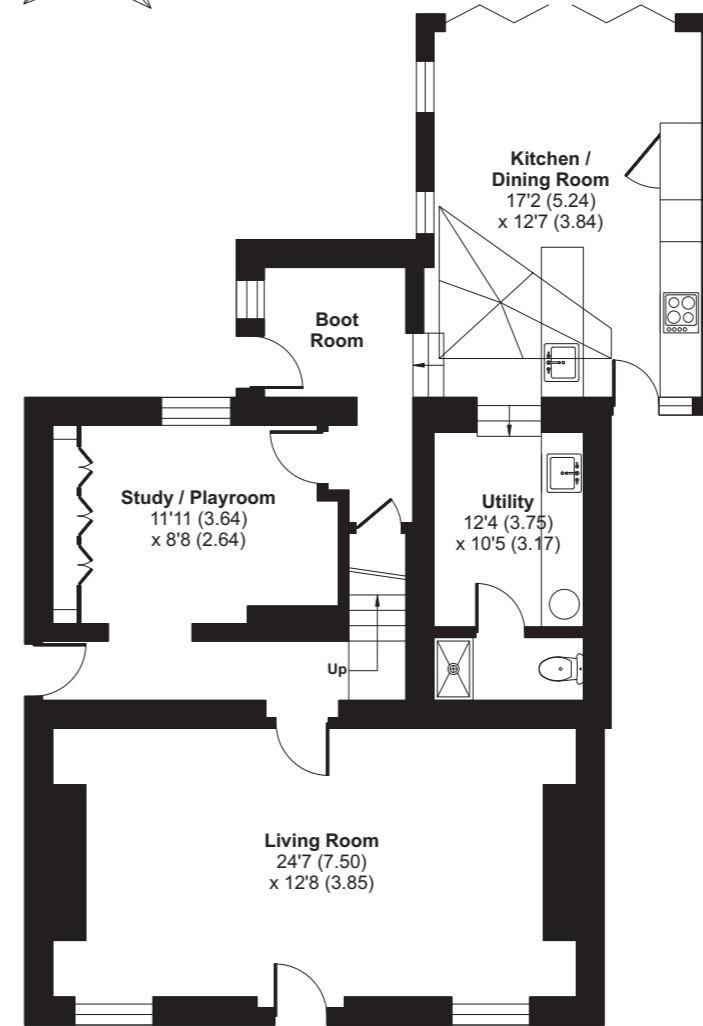 Kitchen /
Dining Room
17'2 (5.24)
x 12'7 (3.84)
Boot
Room
Study / Playroom
11'11 (3.64)
x 8'8 (2.64)
Utility
12'4 (3.75)
x 10'5 (3.17)
Up
Living Room
24'7 (7.50)
x 12'8 (3.85)